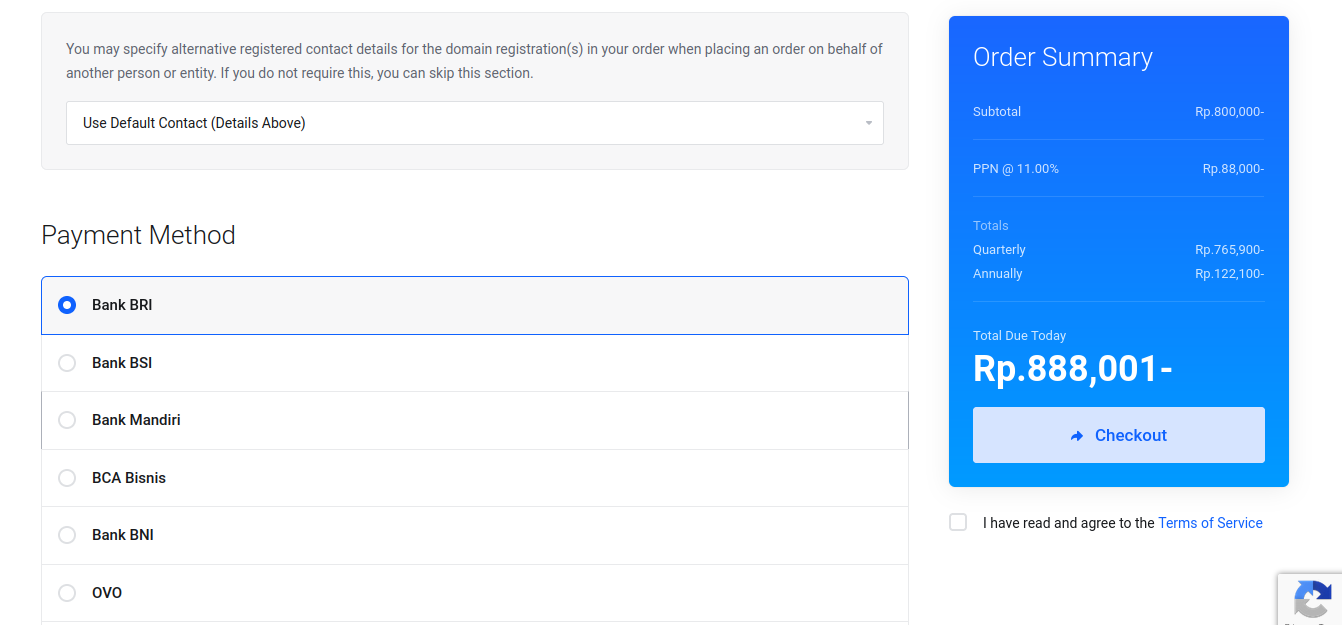 You may specify alternative registered contact details for the domain registration(s) in your order when placing an order on behalf of
another person or entity. If you do not require this, you can skip this section.
Use Default Contact (Details Above)
Payment Method
Bank BRI
Bank BSI
Bank Mandiri
BCA Bisnis
Bank BNI
OVO
Order Summary
Subtotal Rp.800,000-
PPN @ 11.00% Rp.88,000-
Totals
Quarterly Rp.765,900-
Annually Rp.122,100-
Total Due Today
Rp.888,001-
Checkout
I have read and agree to the Terms of Service